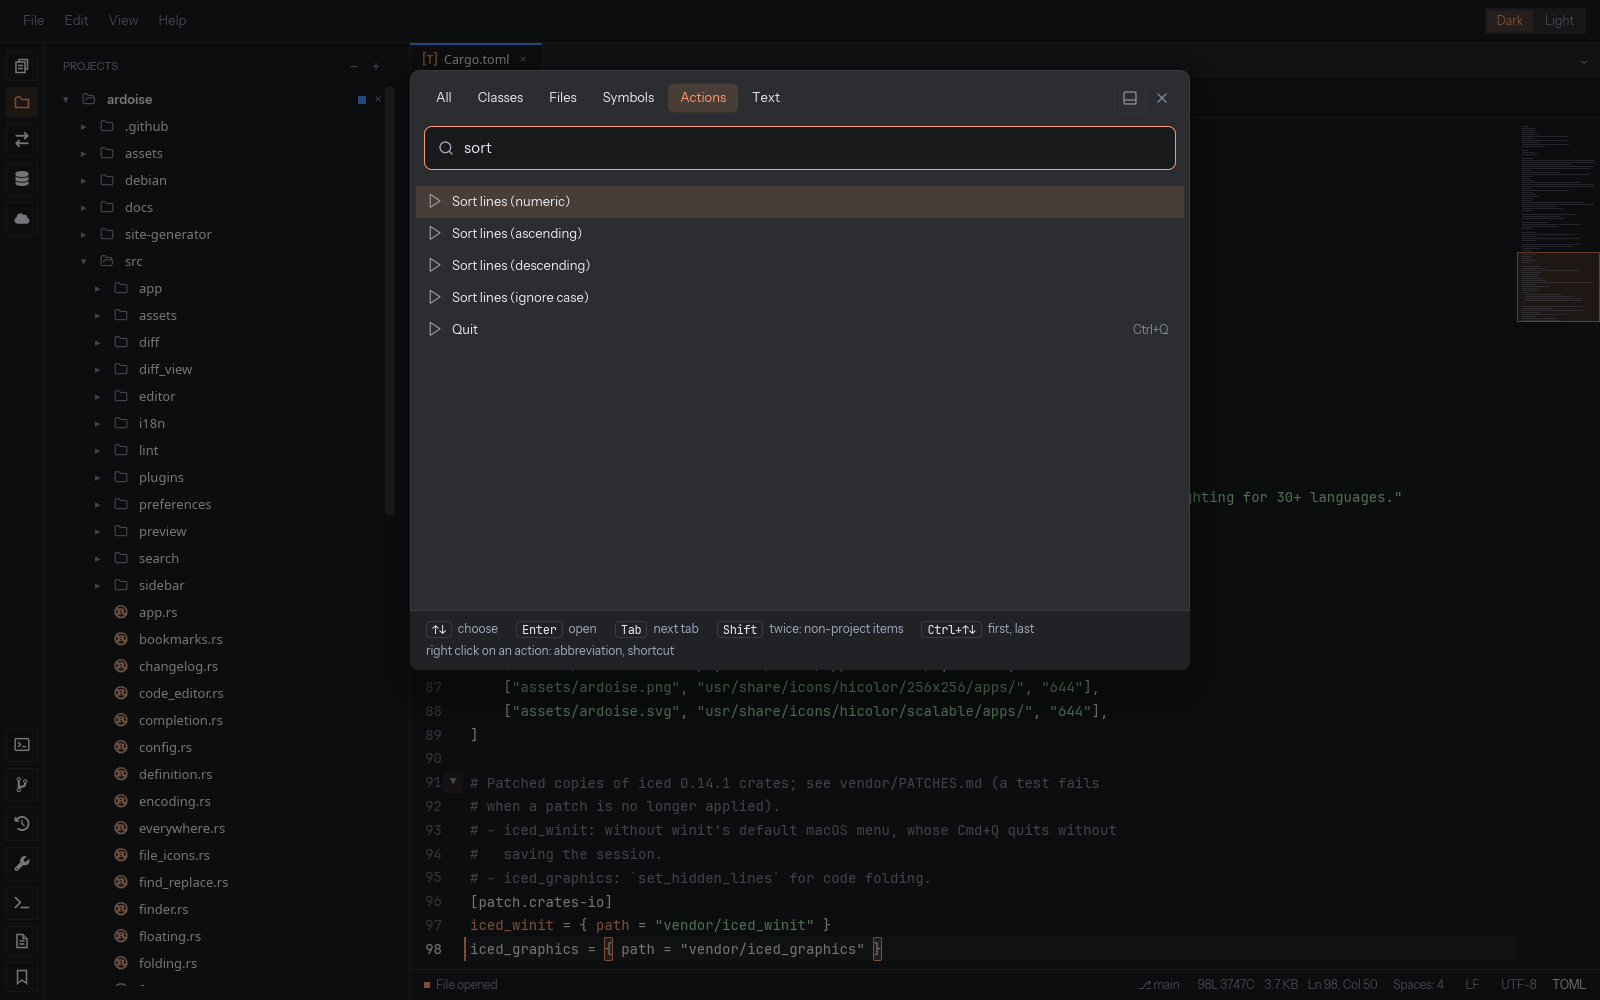 File Edit View Help
Dark Light
PROJECTS
ardoise
.github
assets
debian
docs
site-generator
src
app
assets
diff
diff_view
editor
i18n
lint
plugins
preferences
preview
search
sidebar
app.rs
bookmarks.rs
changelog.rs
code_editor.rs
completion.rs
config.rs
definition.rs
encoding.rs
everywhere.rs
file_icons.rs
find_replace.rs
finder.rs
floating.rs
folding.rs
[T] Cargo.toml ×
All Classes Files Symbols Actions Text
sort
Sort lines (numeric)
Sort lines (ascending)
Sort lines (descending)
Sort lines (ignore case)
Quit Ctrl+Q
↑↓ choose Enter open Tab next tab Shift twice: non-project items Ctrl+↑↓ first, last
right click on an action: abbreviation, shortcut
ghting for 30+ languages."
87 ["assets/ardoise.png", "usr/share/icons/hicolor/256x256/apps/", "644"],
88 ["assets/ardoise.svg", "usr/share/icons/hicolor/scalable/apps/", "644"],
89 ]
90
91 # Patched copies of iced 0.14.1 crates; see vendor/PATCHES.md (a test fails
92 # when a patch is no longer applied).
93 # - iced_winit: without winit's default macOS menu, whose Cmd+Q quits without
94 #   saving the session.
95 # - iced_graphics: `set_hidden_lines` for code folding.
96 [patch.crates-io]
97 iced_winit = { path = "vendor/iced_winit" }
98 iced_graphics = { path = "vendor/iced_graphics" }
File opened
main 98L 3747C 3.7 KB Ln 98, Col 50 Spaces: 4 LF UTF-8 TOML